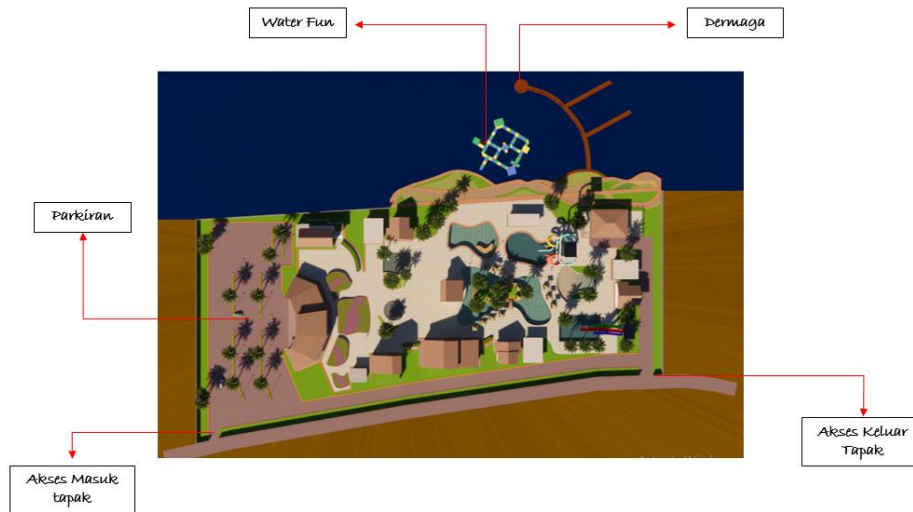 Water Fun
Dermaga
Parkiran
Akses Keluar
Tapak
Akses Masuk
tapak